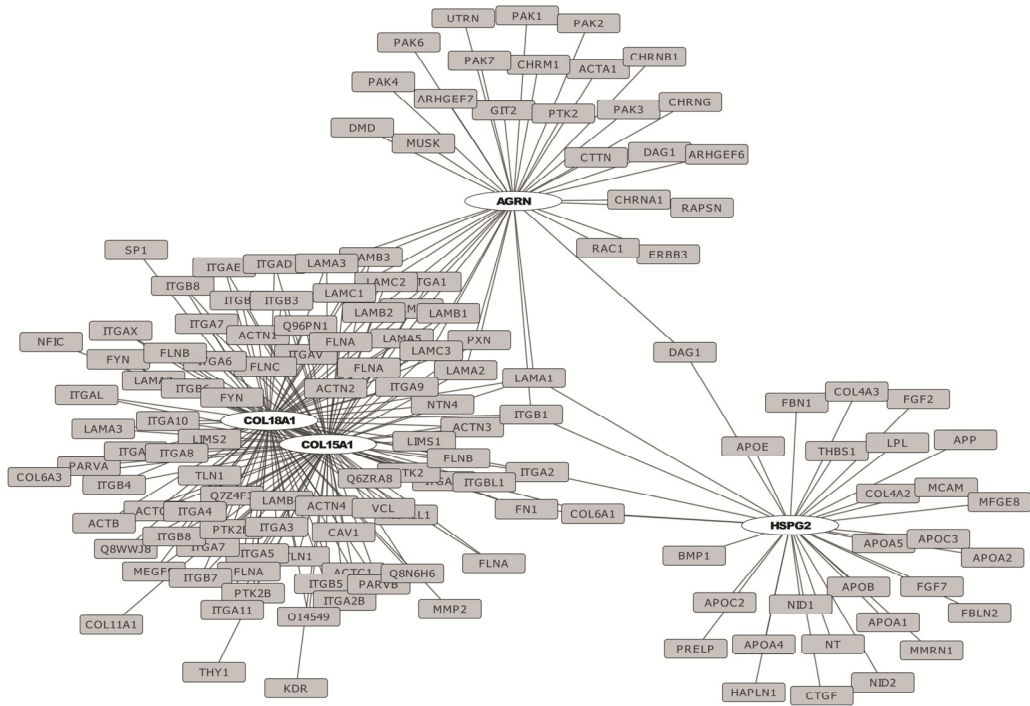 UTRN
PAK1
PAK2
PAK6
PAK7
CHRM1
ACTA1
CHRNB1
PAK4
ARHGEF7
GIT2
PTK2
PAK3
CHRNG
DMD
MUSK
CTTN
DAG1
ARHGEF6
AGRN
CHRNA1
RAPSN
RAC1
ERBB3
SP1
ITGAE
ITGAD
LAMA3
LAMB3
ITGB8
ITGB3
LAMC2
LAMC1
ITGA7
ACTN1
Q96PN1
LAMB2
LAMB1
NFIC
ITGAX
FYN
FLNB
ITGA6
FLNC
ITGAV
FLNA
LAMA5
LAMC3
PXN
FLNA
LAMA2
LAMA1
DAG1
ITGAL
FYN
ACTN2
ITGA9
NTN4
ITGB1
COL18A1
LAMA3
ITGA10
LIMS2
COL15A1
LIMS1
ACTN3
FBN1
COL4A3
FGF2
APOE
THBS1
LPL
APP
COL6A3
PARVA
ITGA8
TLN1
Q6ZRA8
FLNB
ITGBL1
ITGA2
ITGB4
COL4A2
MCAM
MFGE8
ACTB
ITGA4
ACTN4
VCL
FN1
COL6A1
HSPG2
Q8WWJ8
ITGB8
ITGA3
CAV1
BMP1
APOA5
APOC3
APOA2
ITGA7
ITGA5
FLNA
ITGB7
FLNA
ACTC1
Q8N6H6
PARVB
ITGB5
PTK2B
ITGA2B
MMP2
ITGA11
O14549
COL11A1
APOC2
NID1
APOB
FGF7
FBLN2
APOA1
THY1
KDR
PRELP
APOA4
NT
MMRN1
HAPLN1
CTGF
NID2